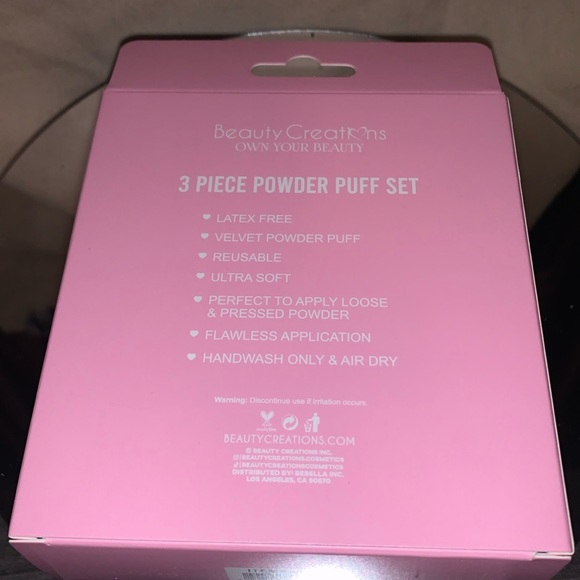 Beauty Creations
OWN YOUR BEAUTY
3 PIECE POWDER PUFF SET
LATEX FREE
VELVET POWDER PUFF
REUSABLE
ULTRA SOFT
PERFECT TO APPLY LOOSE
& PRESSED POWDER
FLAWLESS APPLICATION
HANDWASH ONLY & AIR DRY
Warning: Discontinue use if irritation occurs.
BEAUTYCREATIONS.COM
© BEAUTY CREATIONS INC.
@BEAUTYCREATIONS.COSMETICS
/BEAUTYCREATIONSCOSMETICS
DISTRIBUTED BY: BEBELLA INC.
LOS ANGELES, CA